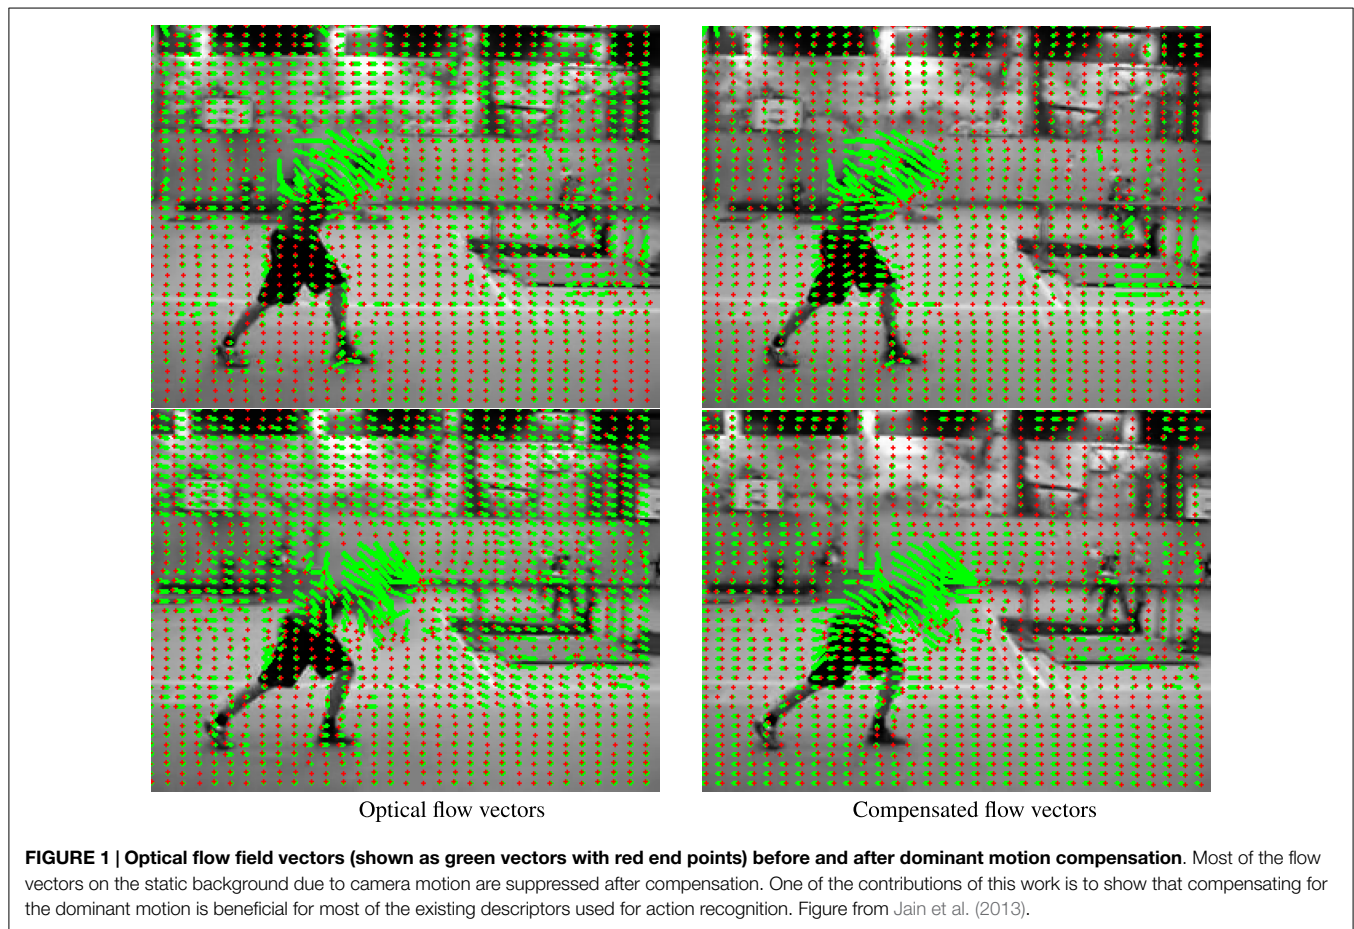 Optical flow vectors
Compensated flow vectors
FIGURE 1 | Optical flow field vectors (shown as green vectors with red end points) before and after dominant motion compensation. Most of the flow
vectors on the static background due to camera motion are suppressed after compensation. One of the contributions of this work is to show that compensating for
the dominant motion is beneficial for most of the existing descriptors used for action recognition. Figure from Jain et al. (2013).